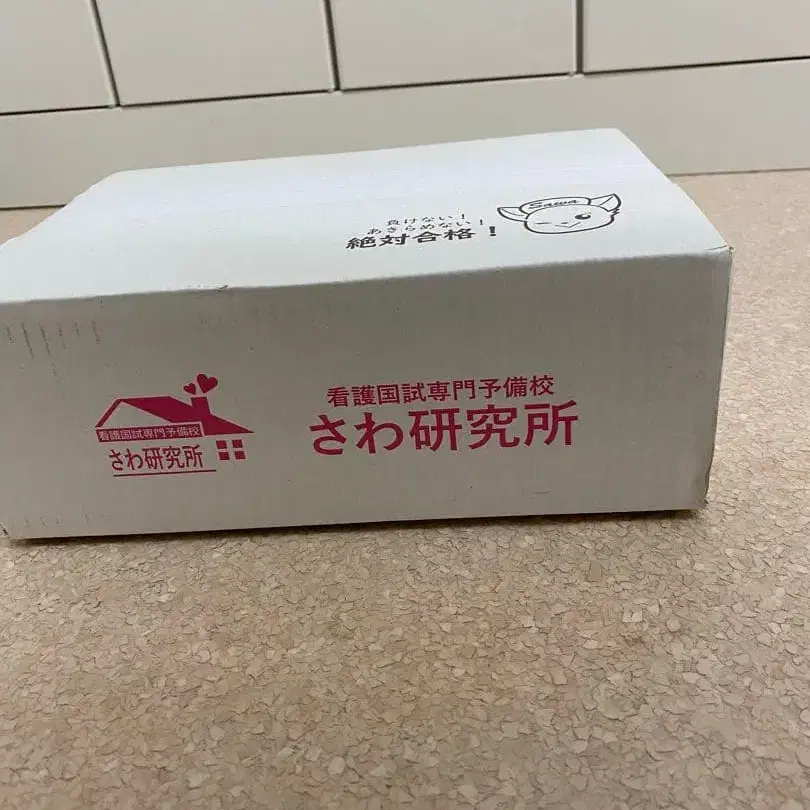 Sawa
負けない！
あきらめない！
絶対合格！
看護国試専門予備校
さわ研究所
看護国試専門予備校
さわ研究所